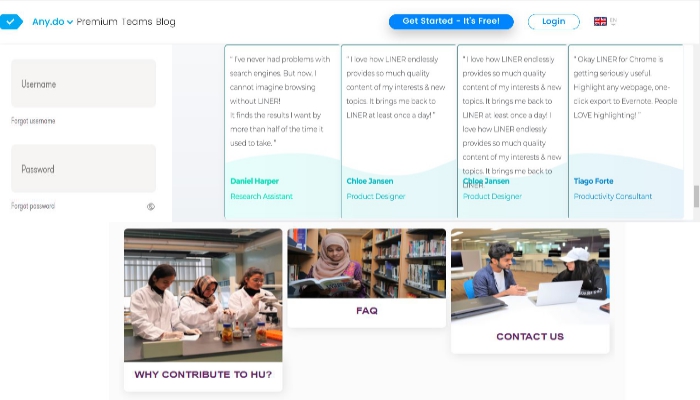 Any.do Premium Teams Blog
Get Started - It's Free!
Login
EN
Username
Forgot username
Password
Forgot password
" I've never had problems with
search engines. But now, I
cannot imagine browsing
without LINER!
It finds the results I want by
more than half of the time it
used to take. "
Daniel Harper
Research Assistant
" I love how LINER endlessly
provides so much quality
content of my interests & new
topics. It brings me back to
LINER at least once a day! "
Chloe Jansen
Product Designer
" I love how LINER endlessly
provides so much quality
content of my interests & new
topics. It brings me back to
LINER at least once a day! I
love how LINER endlessly
provides so much quality
content of my interests & new
topics. It brings me back to
LINER
Chloe Jansen
Product Designer
" Okay LINER for Chrome is
getting seriously useful.
Highlight any webpage, one-
click export to Evernote. People
LOVE highlighting! "
Tiago Forte
Productivity Consultant
WHY CONTRIBUTE TO HU?
FAQ
CONTACT US